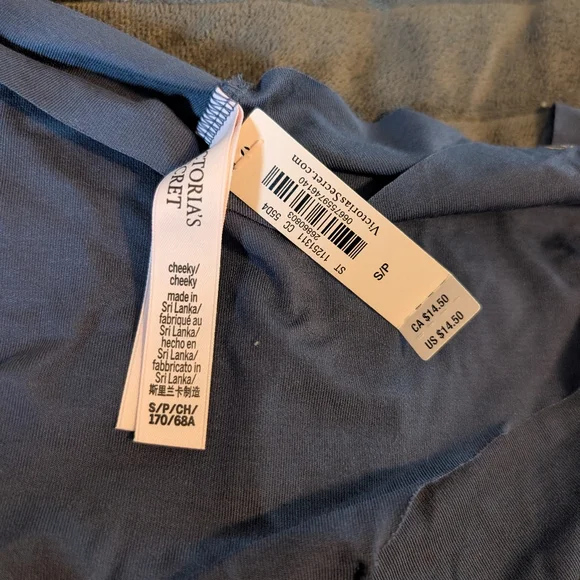 VICTORIA'S
SECRET
cheeky/
cheeky
made in
Sri Lanka/
fabriqué au
Sri Lanka/
hecho en
Sri Lanka/
fabbricato in
Sri Lanka/
斯里兰卡制造
S/P/CH/
170/68A
VictoriasSecret.com
0667559746140
26860803
ST 11251311 CC 55D4
S/P
CA $14.50
US $14.50